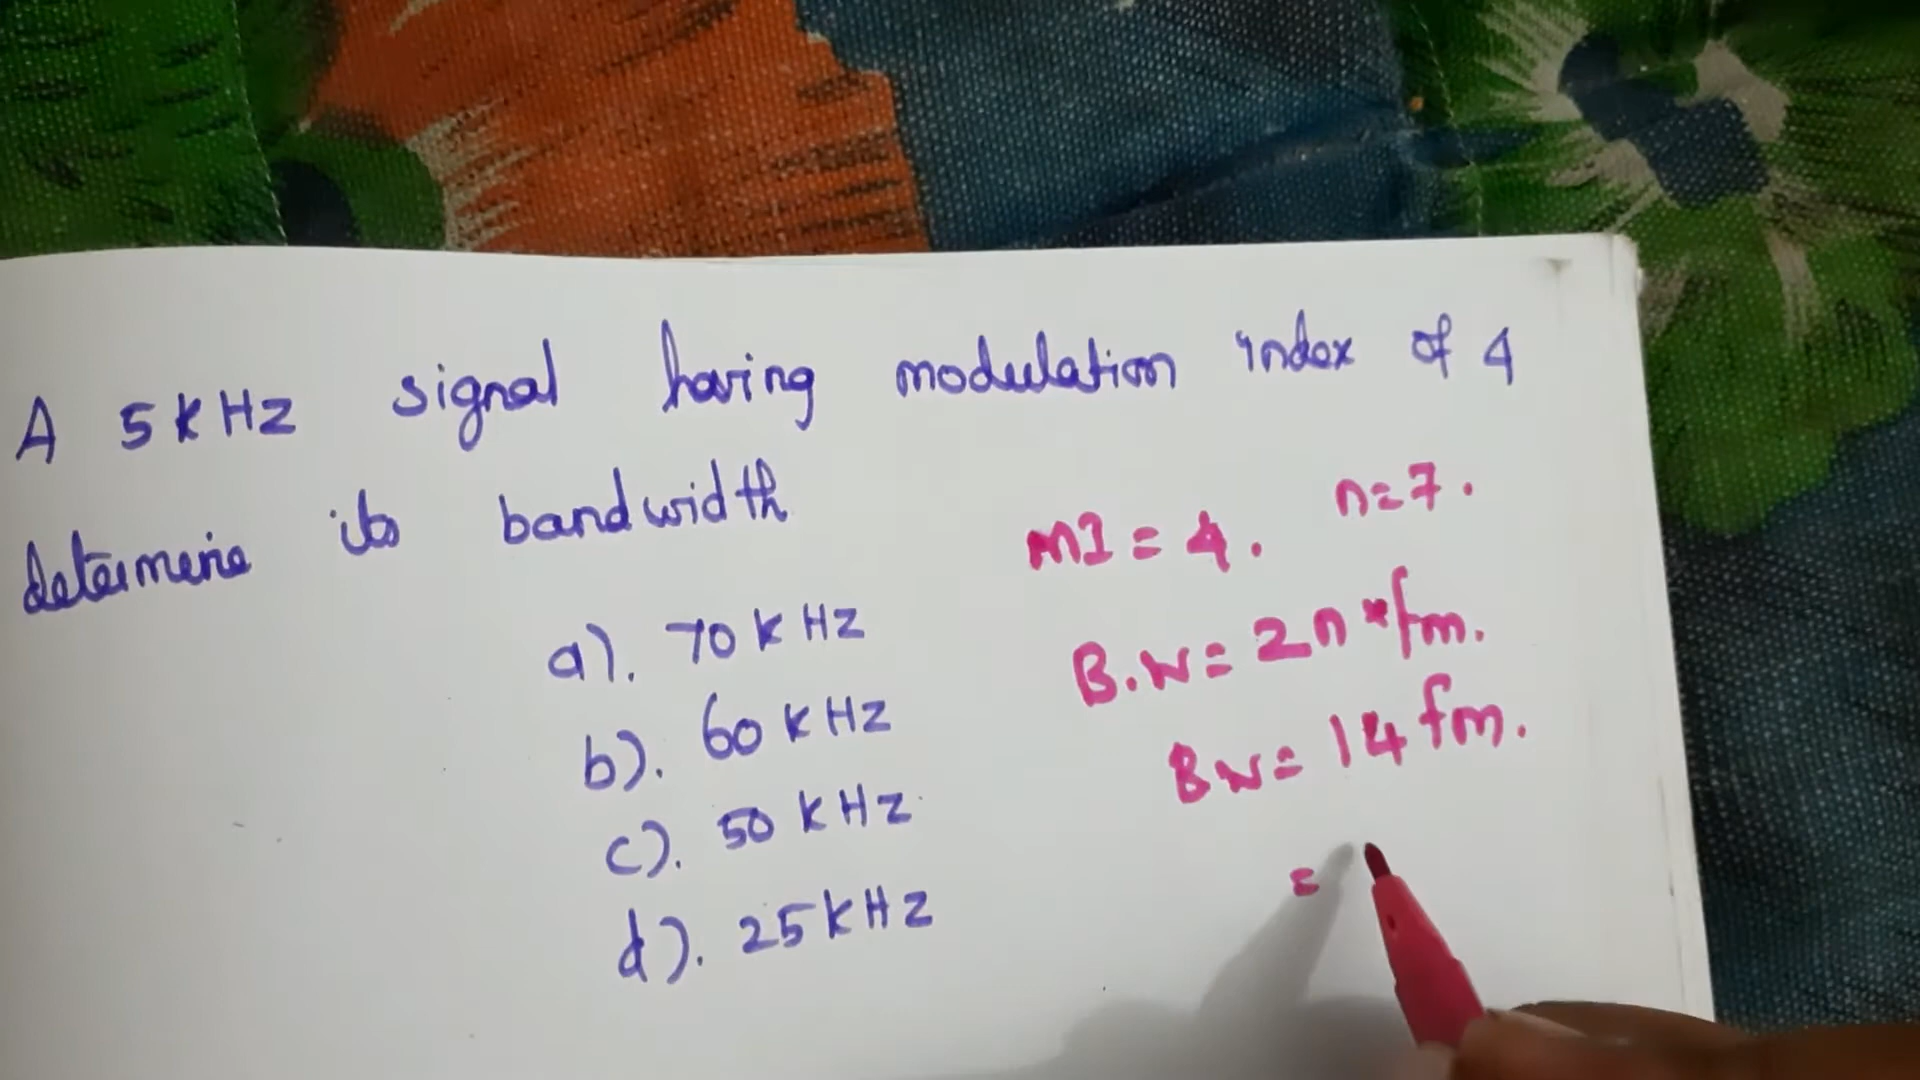 A 5KHZ signal having modulation index of 4
determine its bandwidth
a). 70KHZ
b). 60KHZ
c). 50KHZ
d). 25KHZ
MI = 4. n=7.
B.W= 2n*fm.
BW= 14fm.
=